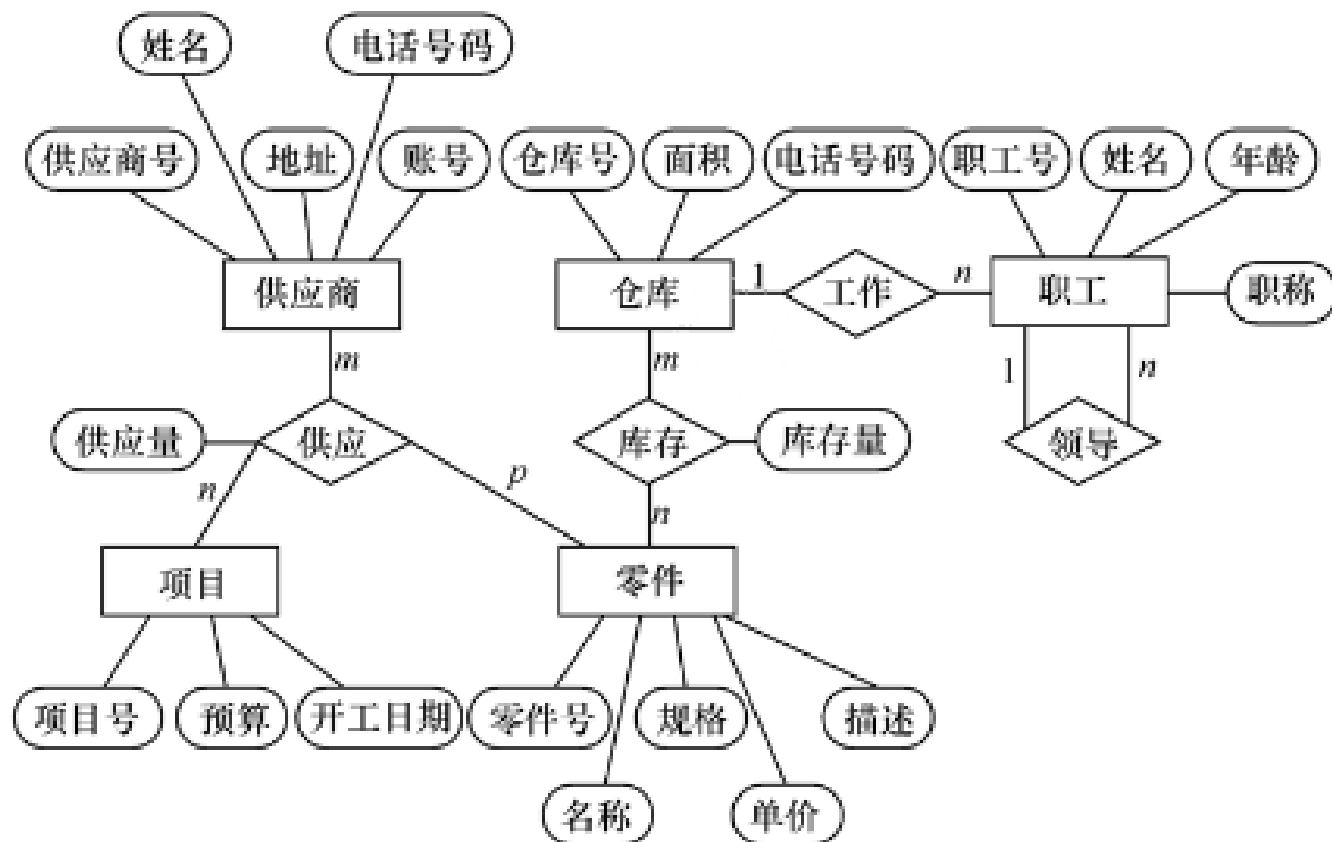 姓名
电话号码
供应商号
地址
账号
仓库号
面积
电话号码
职工号
姓名
年龄
供应商
仓库
1
工作
n
职工
职称
m
m
1
n
供应量
供应
库存
库存量
领导
n
p
n
项目
零件
项目号
预算
开工日期
零件号
规格
描述
名称
单价